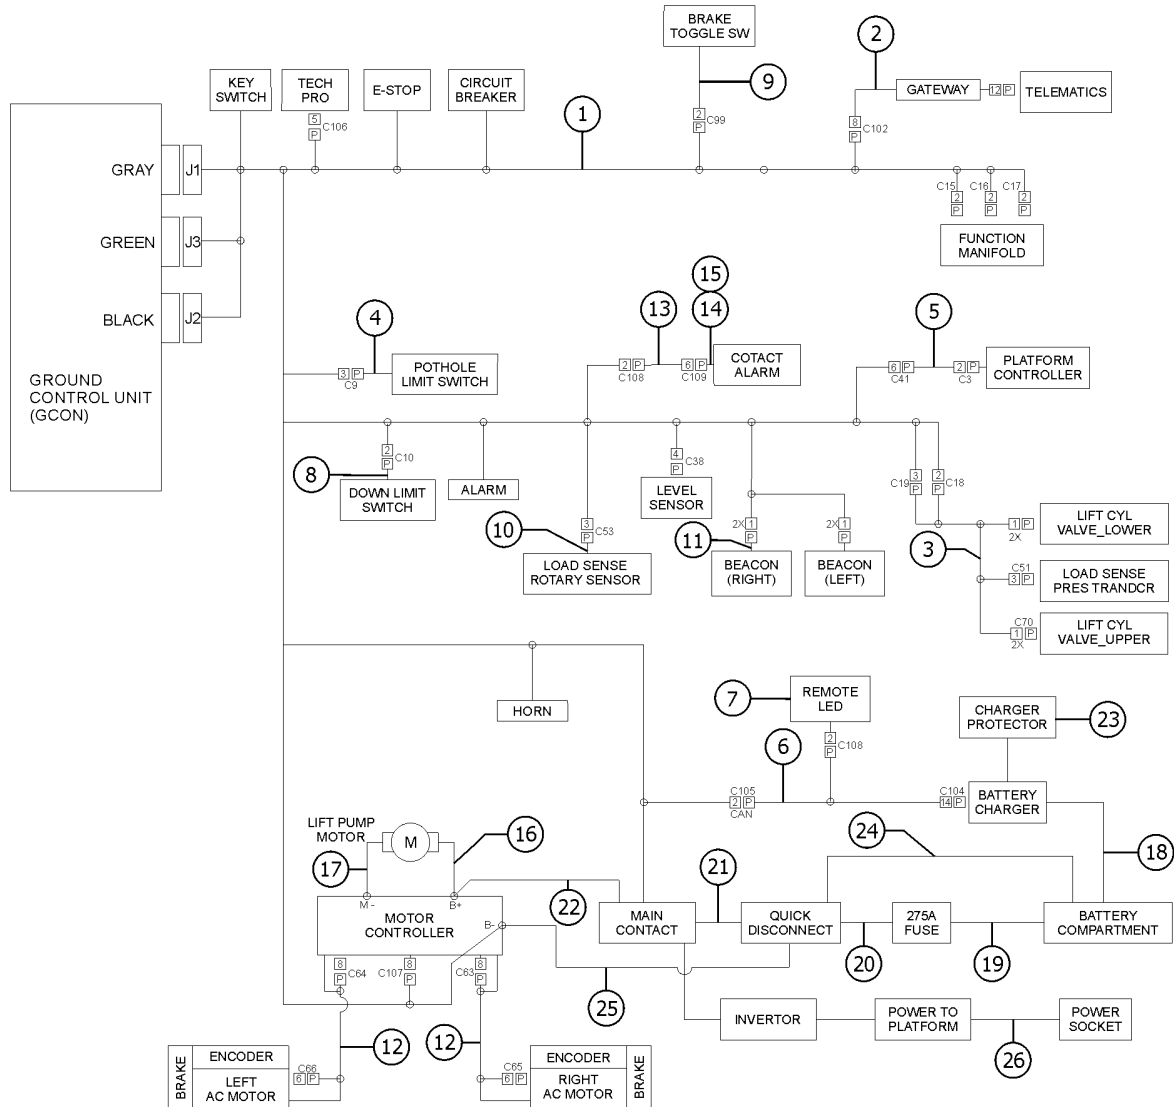 BRAKE
TOGGLE SW
2
9
KEY
SWITCH
TECH
PRO
E-STOP
CIRCUIT
BREAKER
GATEWAY
12 P
TELEMATICS
5
P
C106
1
2
P
C99
8
P
C102
GRAY
J1
GREEN
J3
BLACK
J2
GROUND
CONTROL UNIT
(GCON)
C15
2
P
C16
2
P
C17
2
P
FUNCTION
MANIFOLD
4
3 P
C9
POTHOLE
LIMIT SWITCH
15
13
14
2 P
C108
6 P
C109
COTACT
ALARM
5
6 P
C41
2 P
C3
PLATFORM
CONTROLLER
2
P
C10
8
DOWN LIMIT
SWITCH
ALARM
4
P
C38
LEVEL
SENSOR
3
P
C19
2
P
C18
10
3
P
C53
LOAD SENSE
ROTARY SENSOR
2X
1
P
11
BEACON
(RIGHT)
2X
1
P
BEACON
(LEFT)
3
1 P
2X
LIFT CYL
VALVE_LOWER
C51
3 P
LOAD SENSE
PRES TRANDCR
C70
1 P
2X
LIFT CYL
VALVE_UPPER
HORN
7
REMOTE
LED
2
P
C108
6
CHARGER
PROTECTOR
23
C105
2 P
CAN
C104
14 P
BATTERY
CHARGER
LIFT PUMP
MOTOR
M
16
17
24
18
M -
B+
22
21
MOTOR
CONTROLLER
B-
MAIN
CONTACT
QUICK
DISCONNECT
275A
FUSE
BATTERY
COMPARTMENT
20
19
8
P
C64
C107
8
P
C63
8
P
25
INVERTOR
POWER TO
PLATFORM
POWER
SOCKET
26
12
12
BRAKE
ENCODER
LEFT
AC MOTOR
C66
6 P
C65
6 P
ENCODER
RIGHT
AC MOTOR
BRAKE